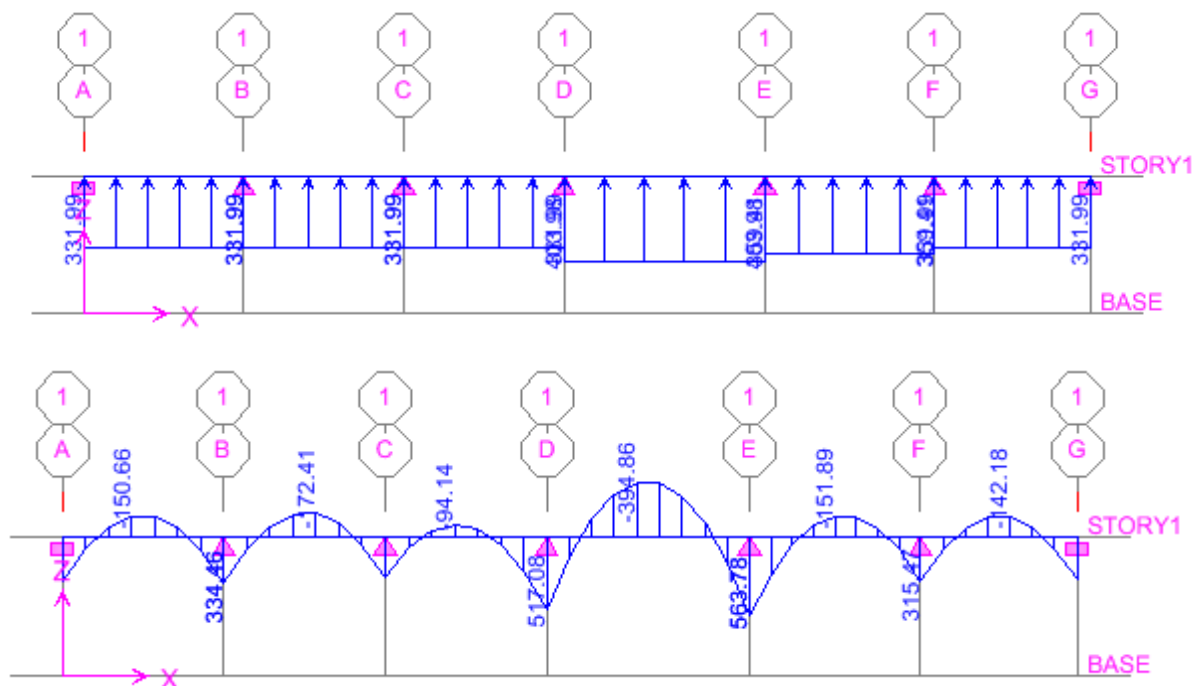 1 1 1 1 1 1 1
A B C D E F G
STORY1
331.99 331.99 331.99 331.99
X
BASE
1 1 1 1 1 1 1
A B C D E F G
-150.66 -172.41 -94.14 -394.86 -151.89 -142.18
STORY1
334.46 517.08 563.78 315.47
X
BASE